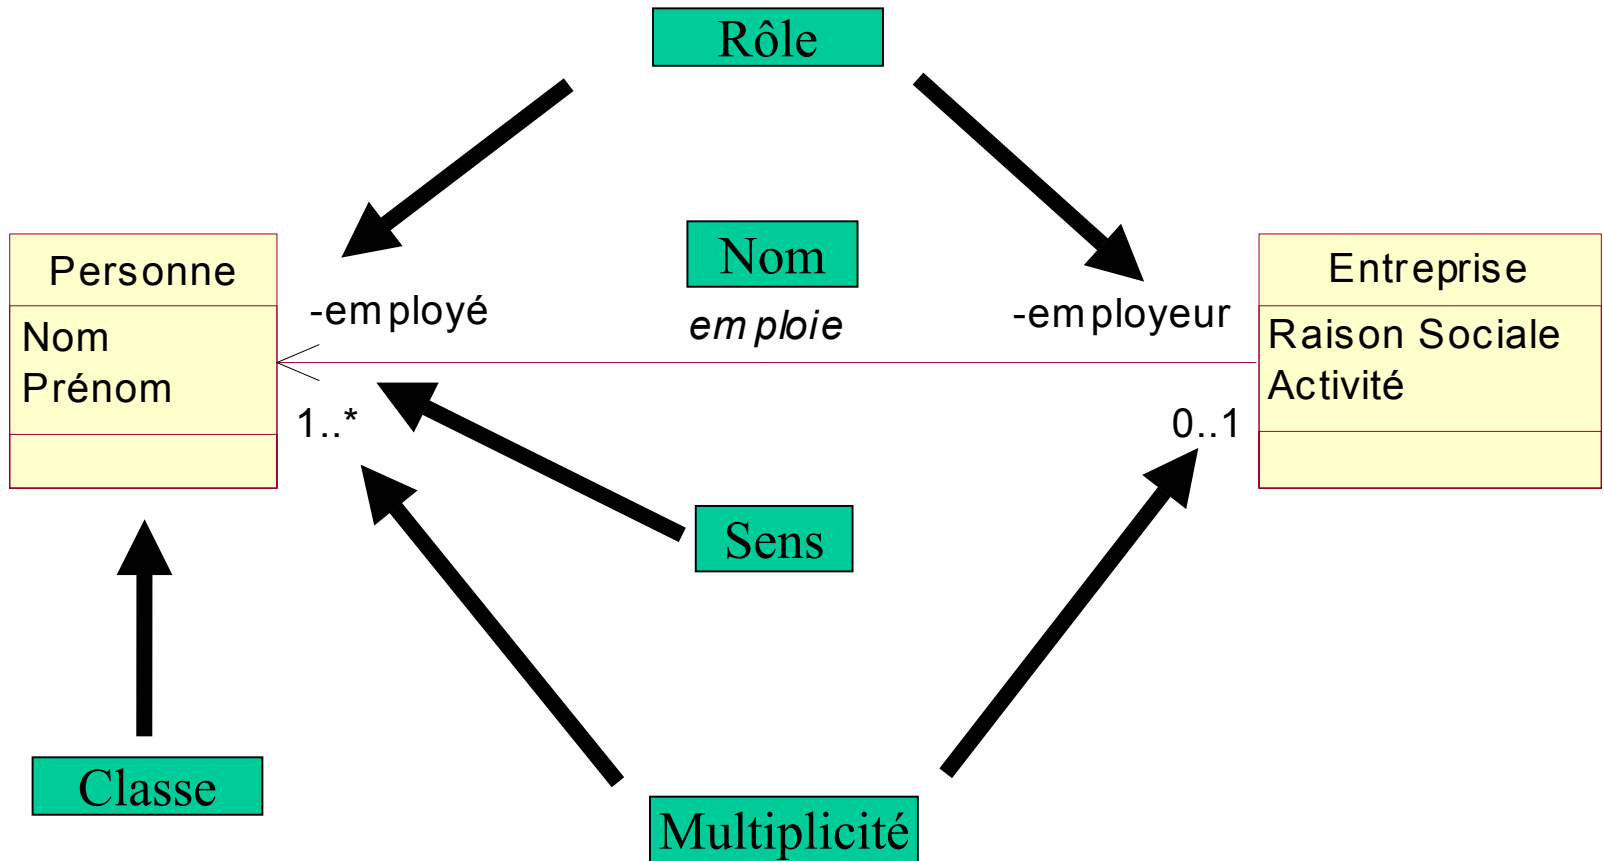 Rôle
Nom
Personne
Entreprise
-employé
emploie
-employeur
Nom
Prénom
Raison Sociale
Activité
1..*
0..1
Sens
Classe
Multiplicité